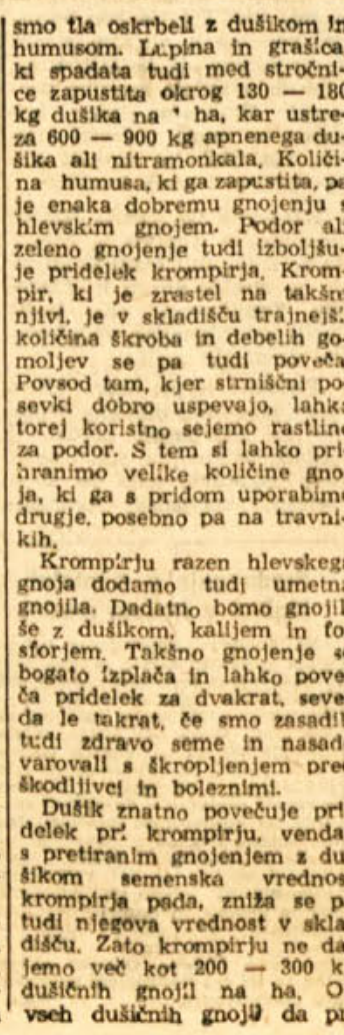 smo tla oskrbeli z dušikom in
humusom. Lupina in grašica,
ki spadata tudi med stročni-
ce zapustita okrog 130 — 180
kg dušika na ha, kar ustre-
za 600 — 900 kg apnenega du-
šika ali nitramonkala. Količi-
na humusa, ki ga zapustita, pa
je enaka dobremu gnojenju s
hlevskim gnojem. Podor ali
zeleno gnojenje tudi izboljšu-
je pridelek krompirja. Krom-
pir, ki je zrastel na takšni
njivi, je v skladišču trajnejši.
količina škroba in debelih go-
moljev se pa tudi poveča.
Povsod tam, kjer strniščni po-
sevki dobro uspevajo, lahko
torej koristno sejemo rastline
za podor. S tem si lahko pri-
hranimo velike količine gno-
ja, ki ga s pridom uporabimo
drugje, posebno pa na travni-
kih.
Krompirju razen hlevskega
gnoja dodamo tudi umetna
gnojila. Dadatno bomo gnojili
še z dušikom, kalijem in fo-
sforjem. Takšno gnojenje se
bogato izplača in lahko pove-
ča pridelek za dvakrat, seve-
da le takrat, če smo zasadili
tudi zdravo seme in nasad
varovali s škropljenjem pred
škodljivci in boleznimi.
Dušik znatno povečuje pri-
delek pri krompirju, vendar
s pretiranim gnojenjem z du-
šikom semenska vrednost
krompirja pada, zniža se pa
tudi njegova vrednost v skla-
dišču. Zato krompirju ne da-
jemo več kot 200 — 300 kg
dušičnih gnojil na ha. Od
vseh dušičnih gnojil da pr